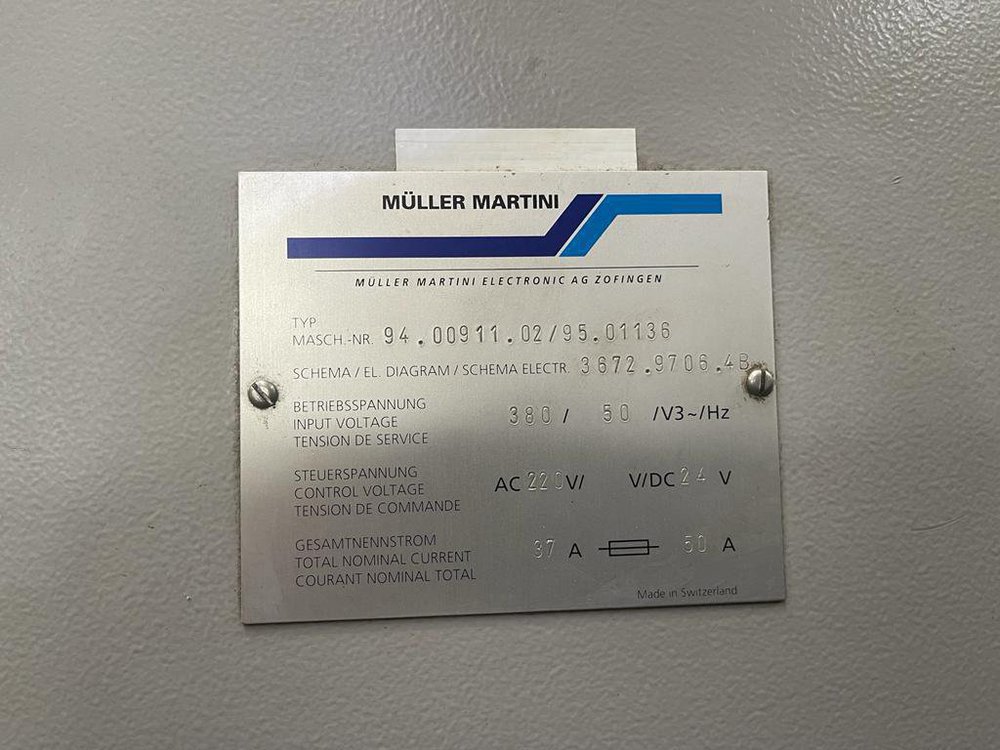 MÜLLER MARTINI
MÜLLER MARTINI ELECTRONIC AG ZOFINGEN
TYP
MASCH.-NR. 94.00911.02/95.01136
SCHEMA / EL. DIAGRAM / SCHEMA ELECTR. 3672.9706.4B
BETRIEBSSPANNUNG
INPUT VOLTAGE 380 / 50 /V3~/Hz
TENSION DE SERVICE
STEUERSPANNUNG
CONTROL VOLTAGE AC 220 V/ V/DC 24 V
TENSION DE COMMANDE
GESAMTNENNSTROM
TOTAL NOMINAL CURRENT 37 A 50 A
COURANT NOMINAL TOTAL
Made in Switzerland